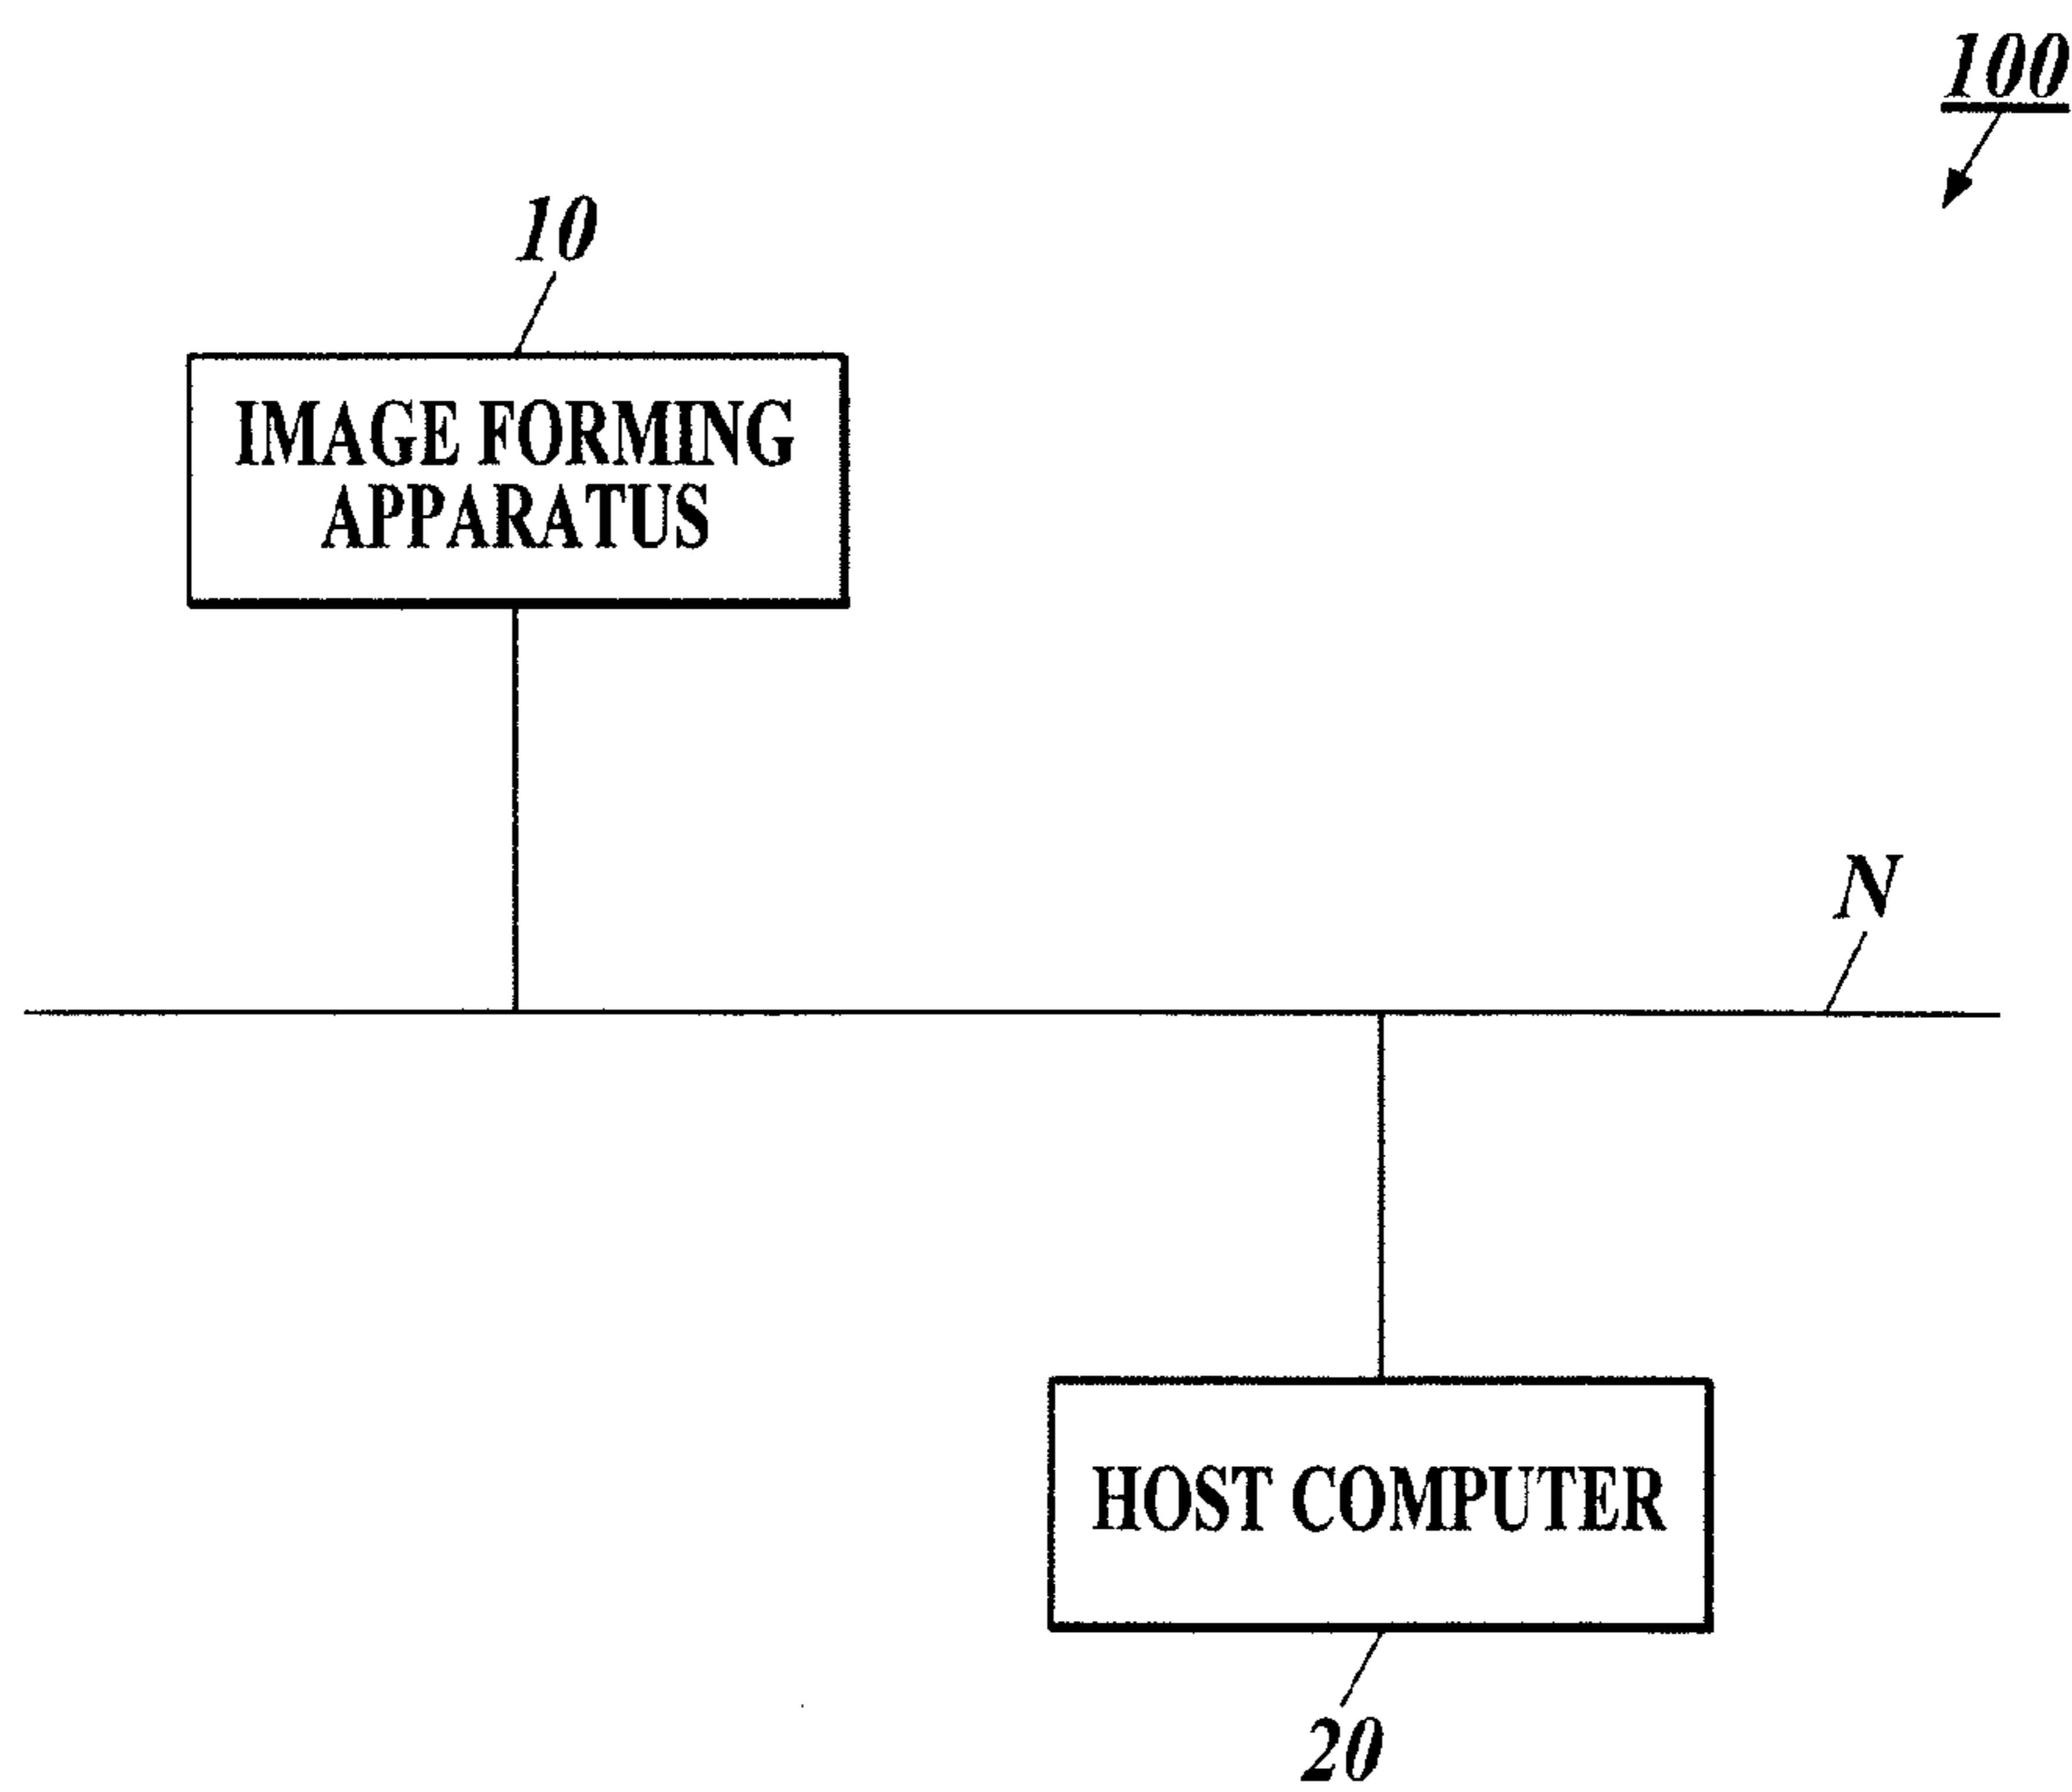 100
10
IMAGE FORMING
APPARATUS
N
HOST COMPUTER
20